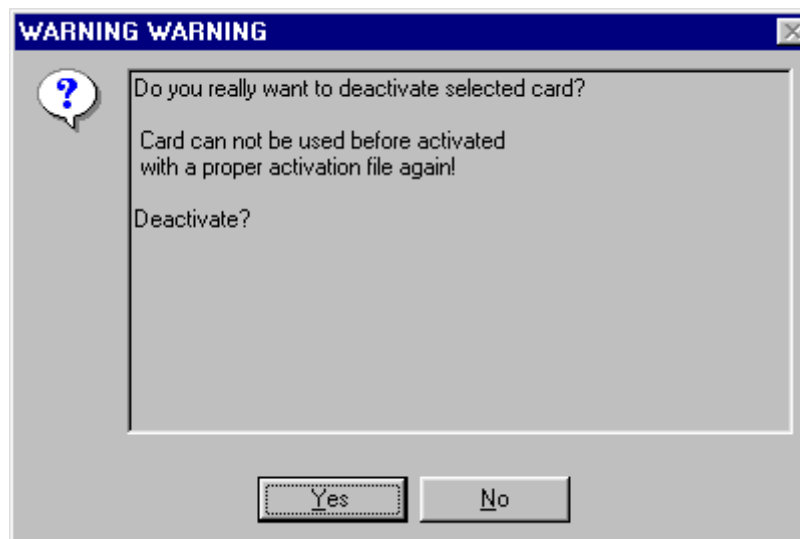 WARNING WARNING
Do you really want to deactivate selected card?
Card can not be used before activated
with a proper activation file again!
Deactivate?
Yes
No